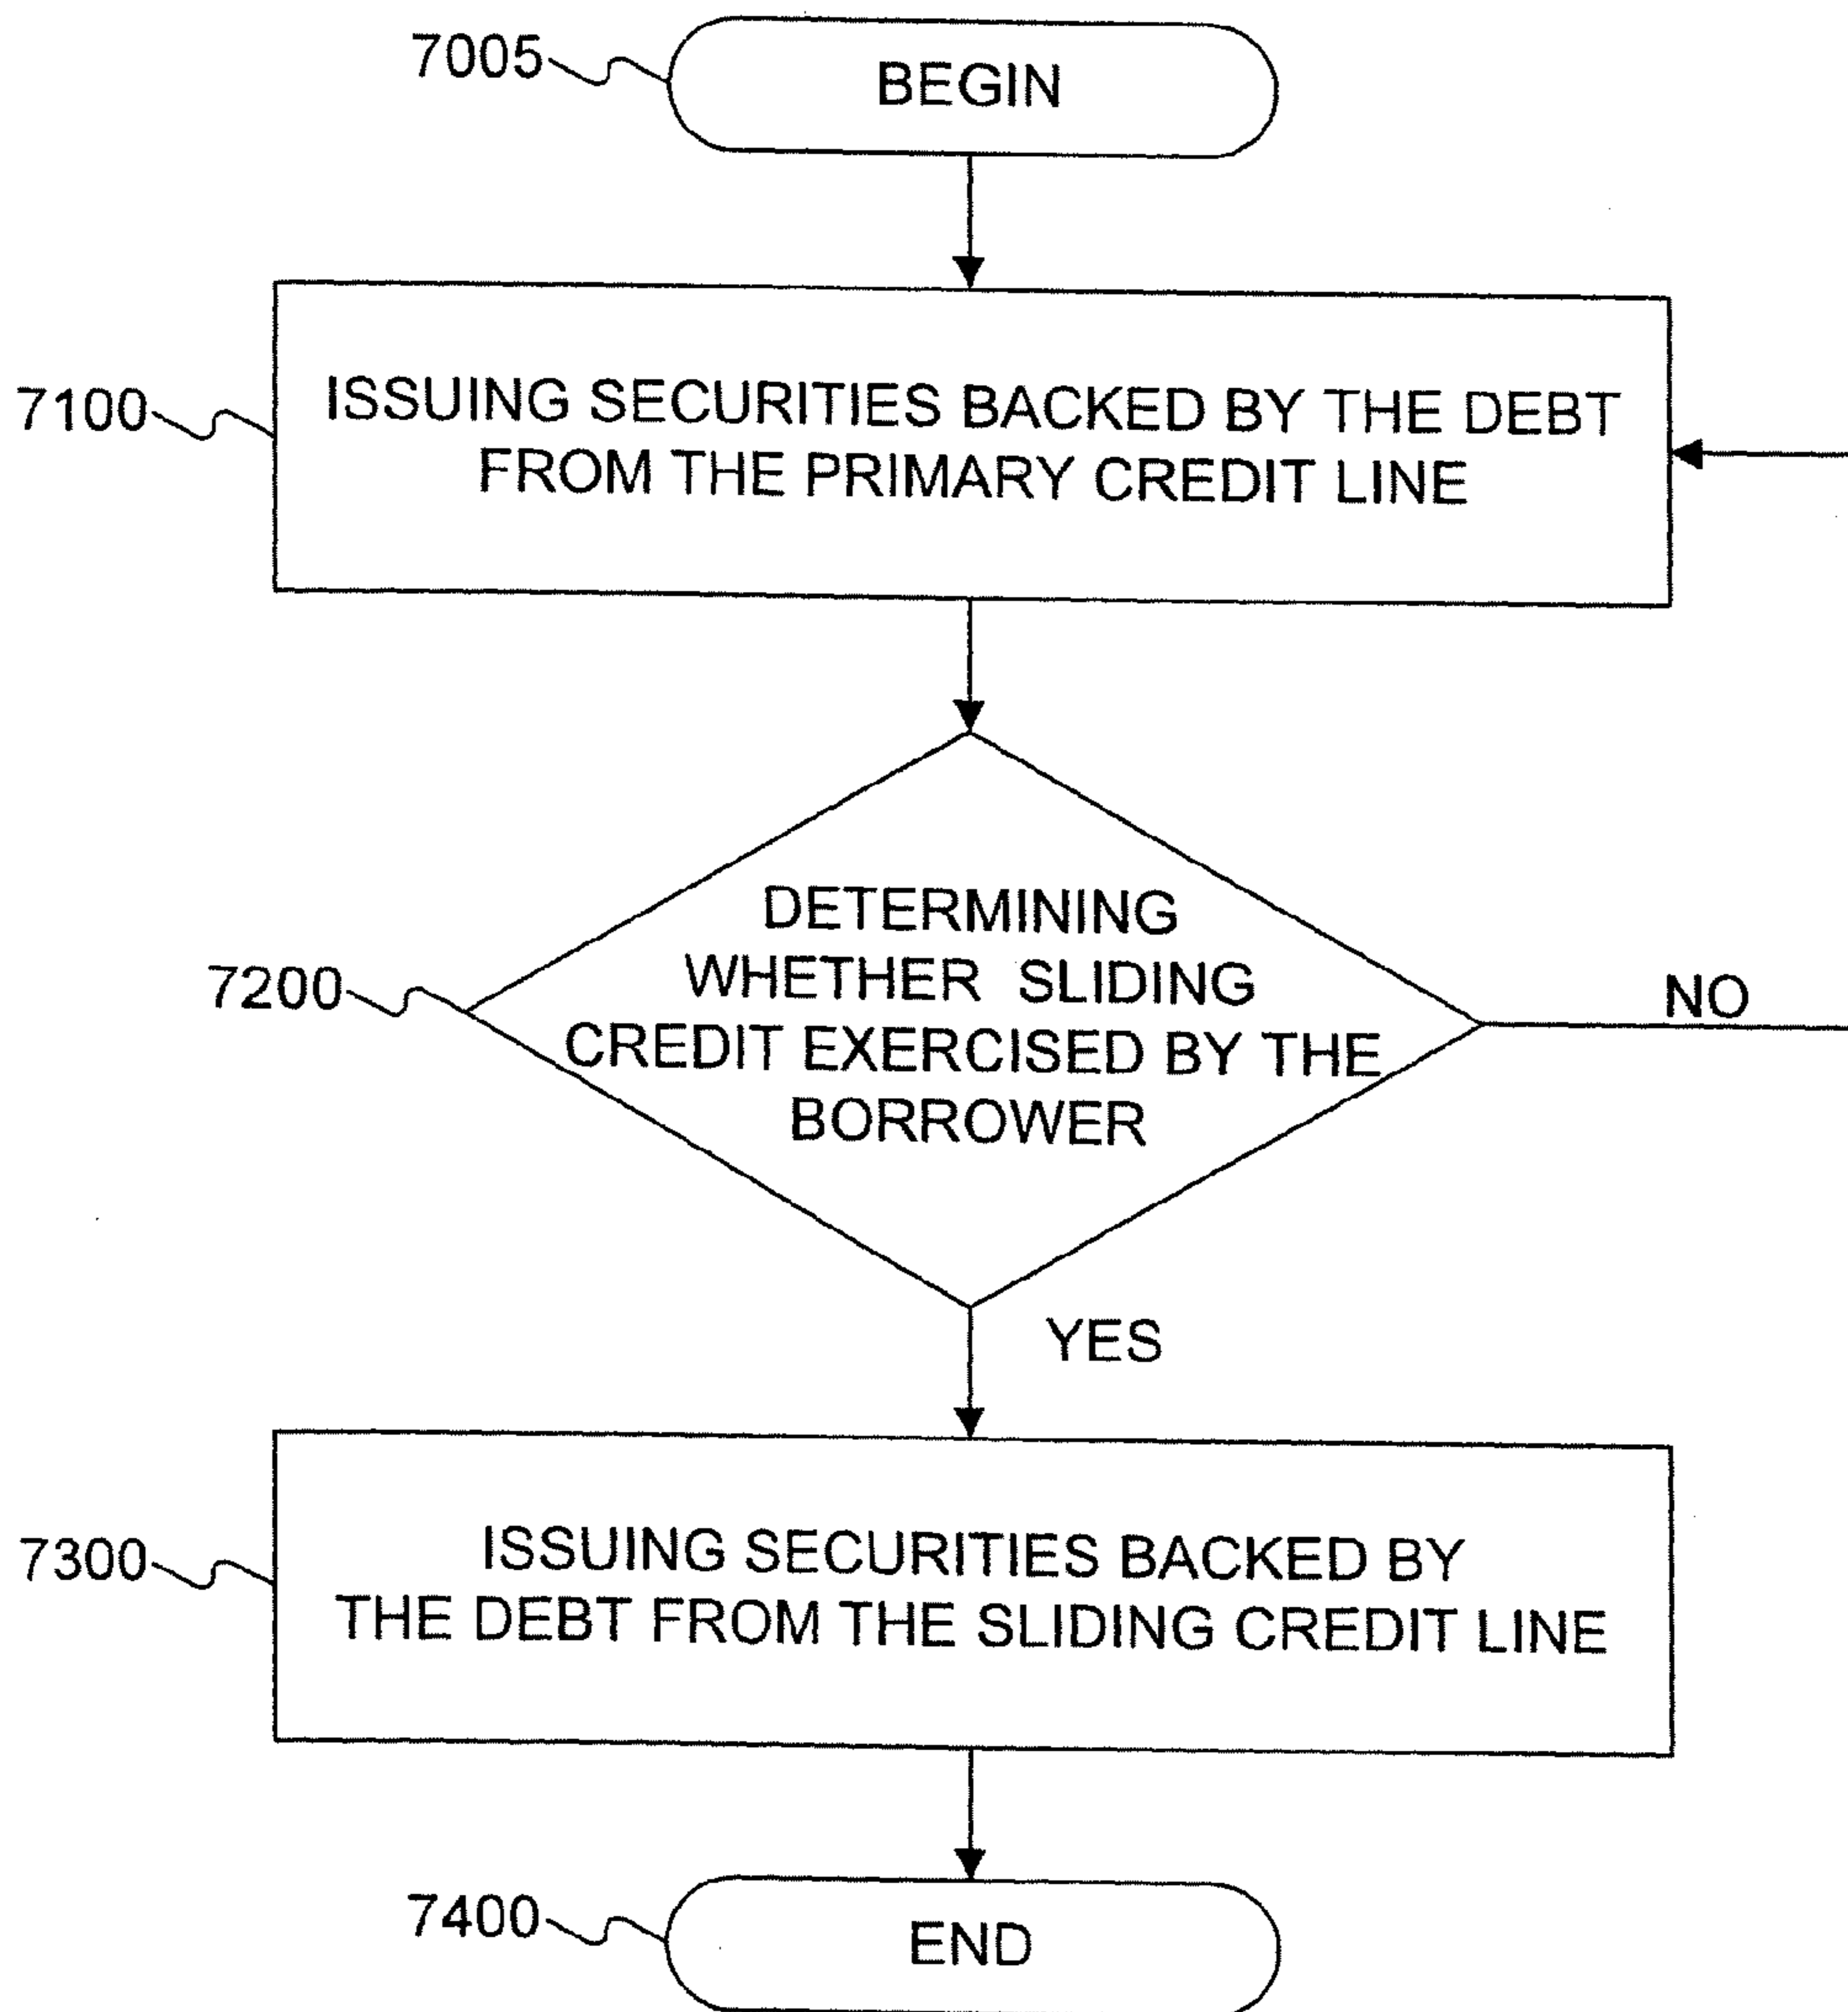 7005
BEGIN
7100
ISSUING SECURITIES BACKED BY THE DEBT
FROM THE PRIMARY CREDIT LINE
7200
DETERMINING
WHETHER SLIDING
CREDIT EXERCISED BY THE
BORROWER
NO
YES
7300
ISSUING SECURITIES BACKED BY
THE DEBT FROM THE SLIDING CREDIT LINE
7400
END